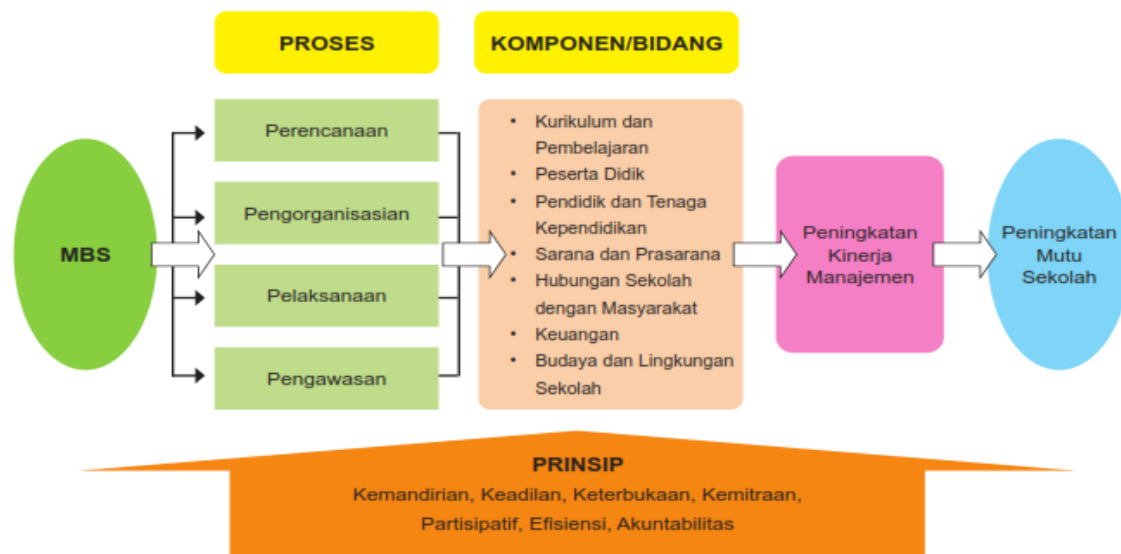 PROSES
KOMPONEN/BIDANG
MBS
Perencanaan
Pengorganisasian
Pelaksanaan
Pengawasan
• Kurikulum dan
Pembelajaran
• Peserta Didik
• Pendidik dan Tenaga
Kependidikan
• Sarana dan Prasarana
• Hubungan Sekolah
dengan Masyarakat
• Keuangan
• Budaya dan Lingkungan
Sekolah
Peningkatan
Kinerja
Manajemen
Peningkatan
Mutu
Sekolah
PRINSIP
Kemandirian, Keadilan, Keterbukaan, Kemitraan,
Partisipatif, Efisiensi, Akuntabilitas